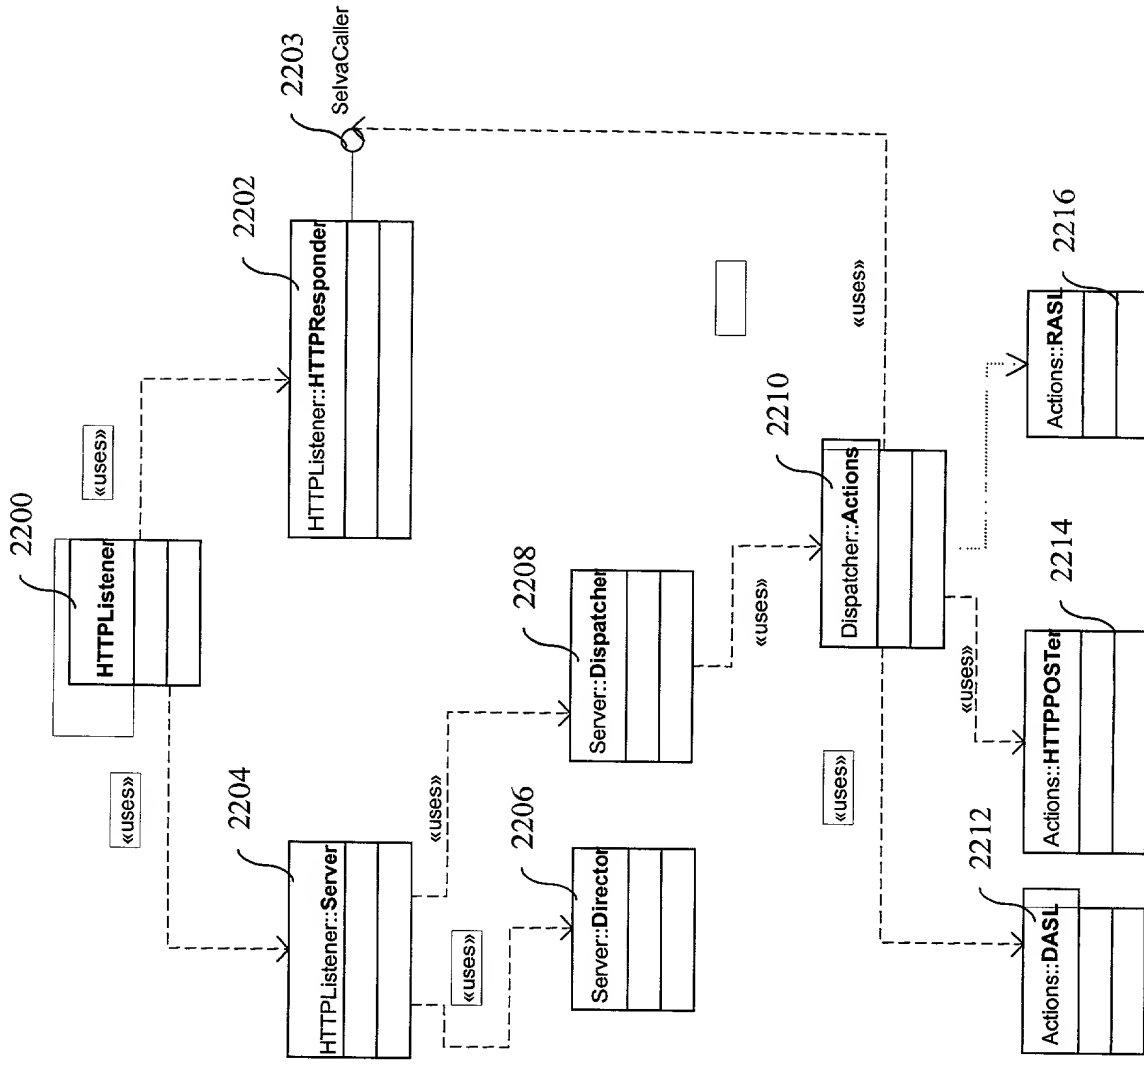 2200
HTTPListener
«uses»
«uses»
2204
HTTPListener::Server
2202
HTTPListener::HTTPResponder
2203
SelvaCaller
«uses»
«uses»
2206
Server::Director
2208
Server::Dispatcher
«uses»
2210
Dispatcher::Actions
«uses»
«uses»
«uses»
2212
Actions::DASL
2214
Actions::HTTPPOSTer
2216
Actions::RASL